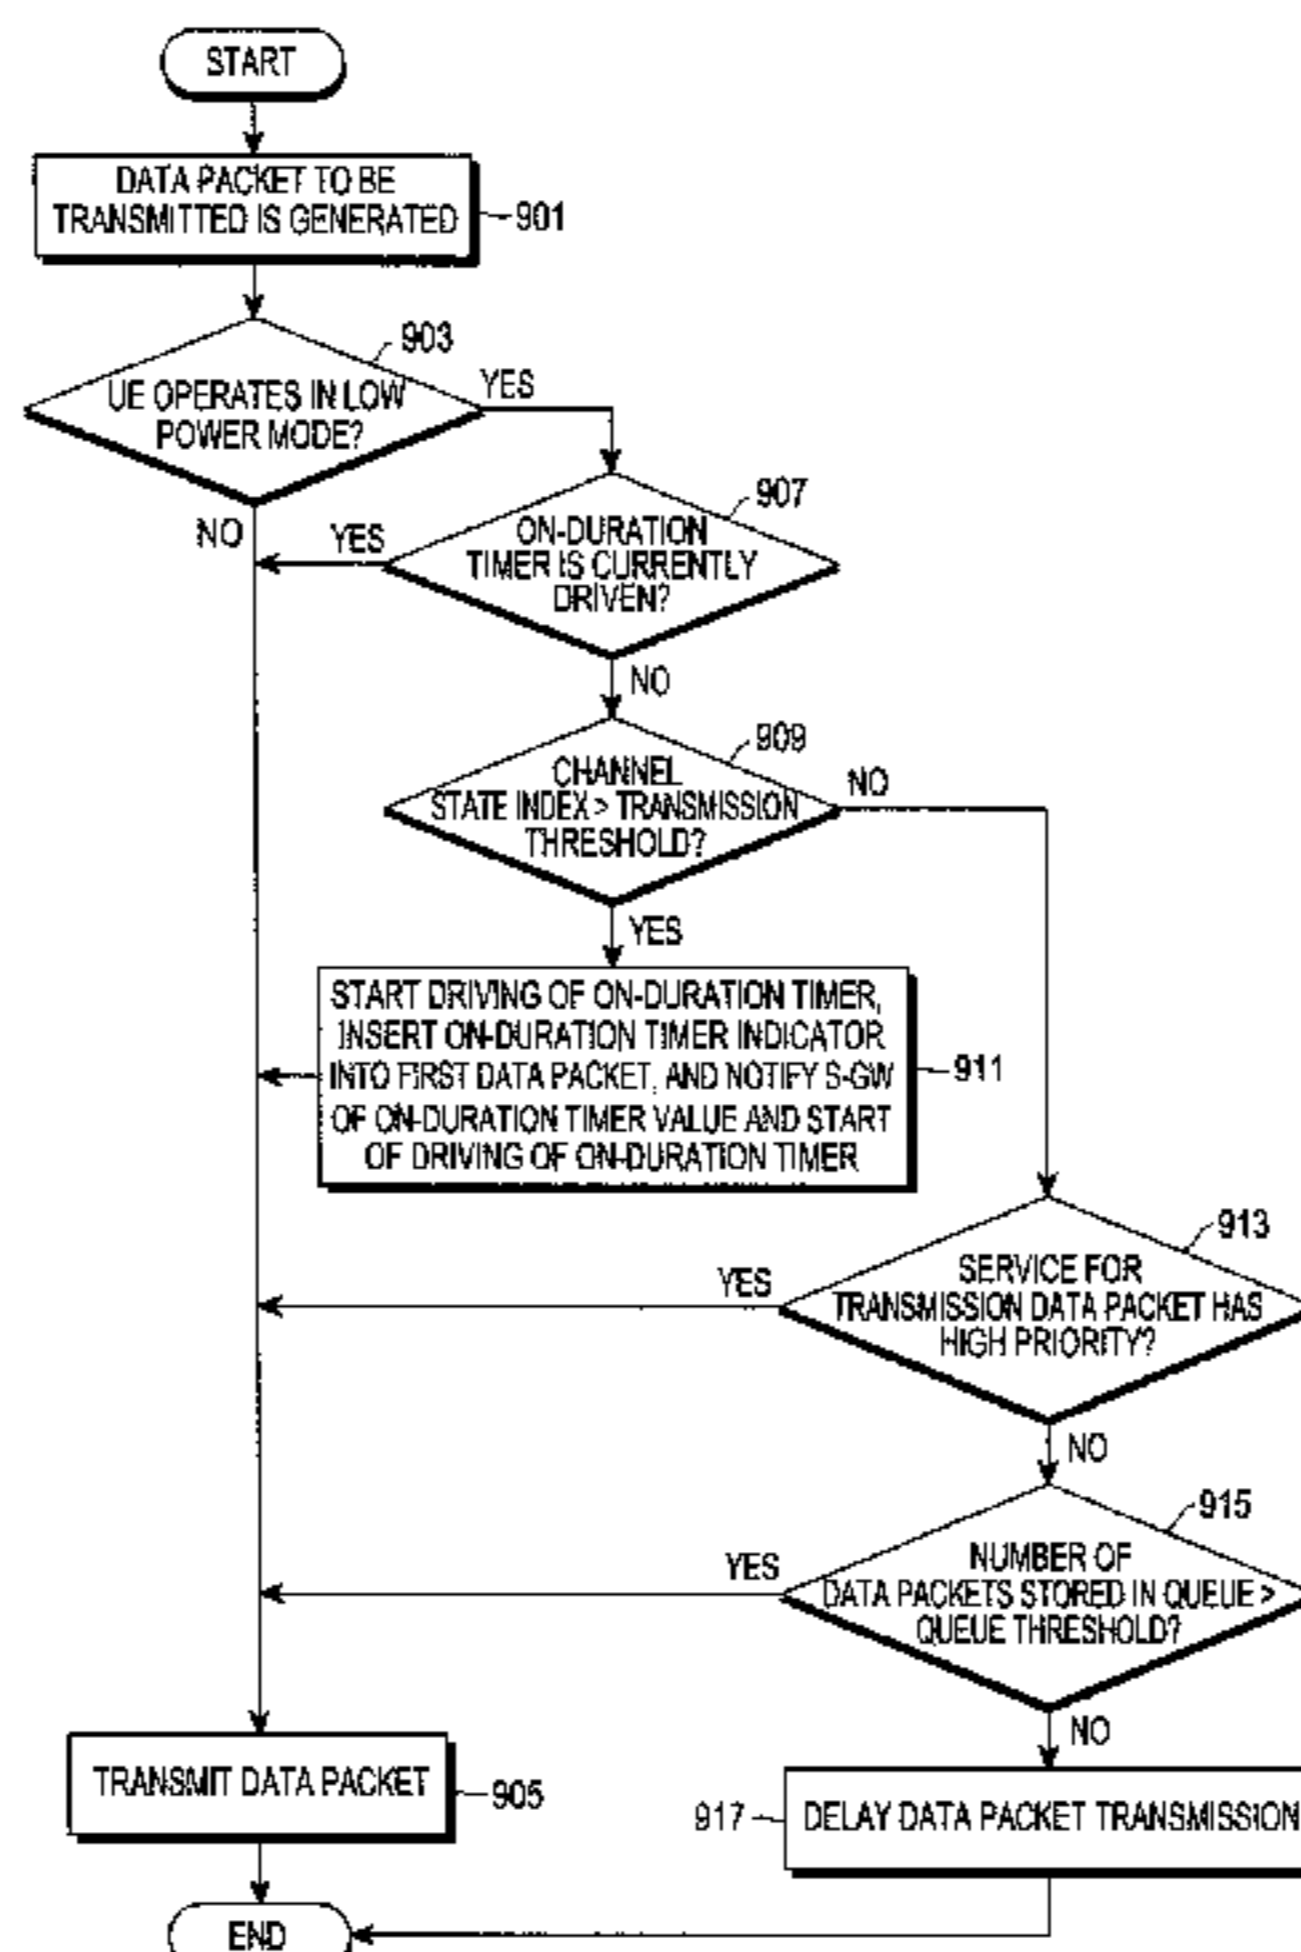 START
DATA PACKET TO BE
TRANSMITTED IS GENERATED
901
903
UE OPERATES IN LOW
POWER MODE?
YES
NO
907
ON-DURATION
TIMER IS CURRENTLY
DRIVEN?
YES
NO
909
CHANNEL
STATE INDEX > TRANSMISSION
THRESHOLD?
NO
YES
START DRIVING OF ON-DURATION TIMER,
INSERT ON-DURATION TIMER INDICATOR
INTO FIRST DATA PACKET, AND NOTIFY S-GW
OF ON-DURATION TIMER VALUE AND START
OF DRIVING OF ON-DURATION TIMER
911
913
SERVICE FOR
TRANSMISSION DATA PACKET HAS
HIGH PRIORITY?
YES
NO
915
NUMBER OF
DATA PACKETS STORED IN QUEUE >
QUEUE THRESHOLD?
YES
NO
TRANSMIT DATA PACKET
905
917
DELAY DATA PACKET TRANSMISSION
END